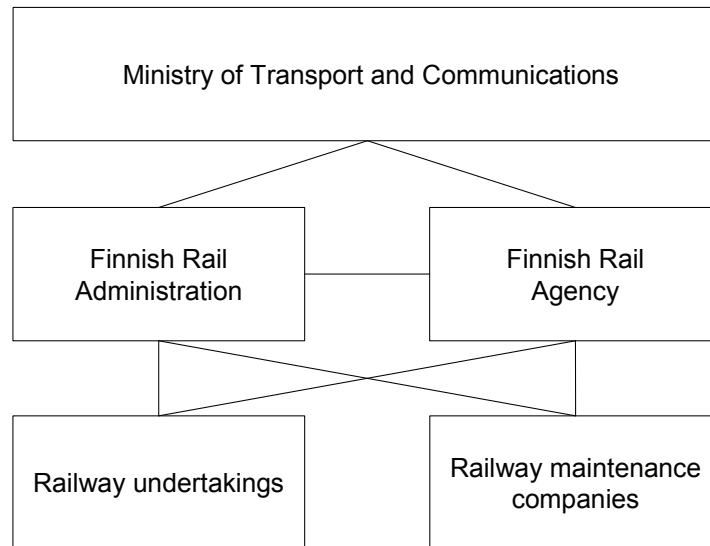 Ministry of Transport and Communications
Finnish Rail
Administration
Finnish Rail
Agency
Railway undertakings
Railway maintenance
companies